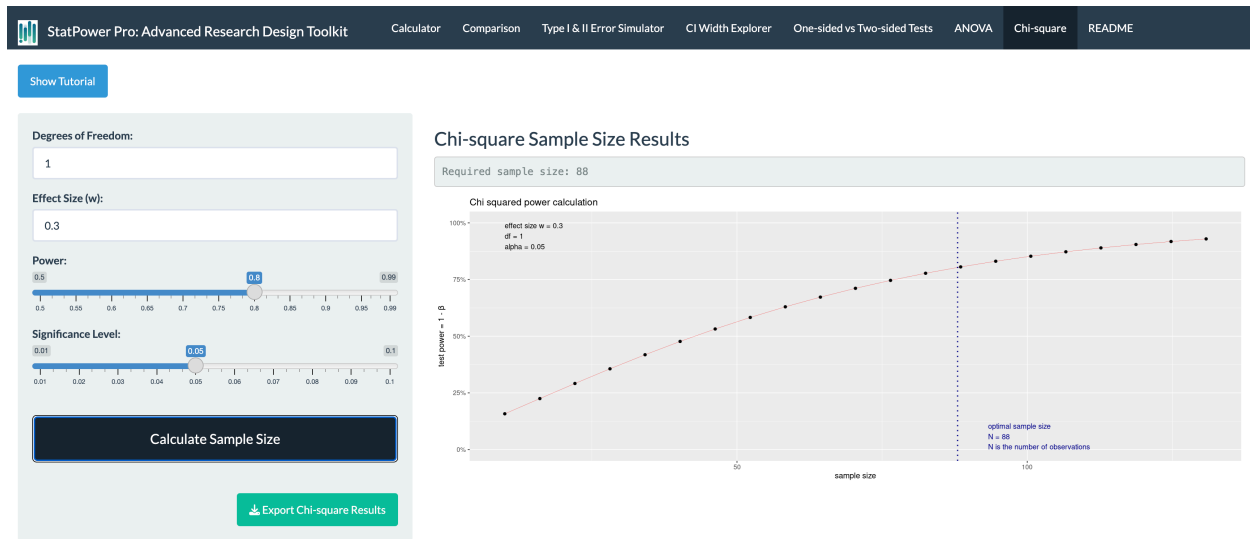 StatPower Pro: Advanced Research Design Toolkit
Calculator
Comparison
Type I & II Error Simulator
CI Width Explorer
One-sided vs Two-sided Tests
ANOVA
Chi-square
README
Show Tutorial
Degrees of Freedom:
1
Effect Size (w):
0.3
Power:
0.5 0.8 0.99
0.5 0.55 0.6 0.65 0.7 0.75 0.8 0.85 0.9 0.95 0.99
Significance Level:
0.01 0.05 0.1
0.01 0.02 0.03 0.04 0.05 0.06 0.07 0.08 0.09 0.1
Calculate Sample Size
Export Chi-square Results
Chi-square Sample Size Results
Required sample size: 88
Chi squared power calculation
effect size w = 0.3
df = 1
alpha = 0.05
100%
75%
50%
25%
0%
test power = 1 - β
optimal sample size
N = 88
N is the number of observations
50 100
sample size